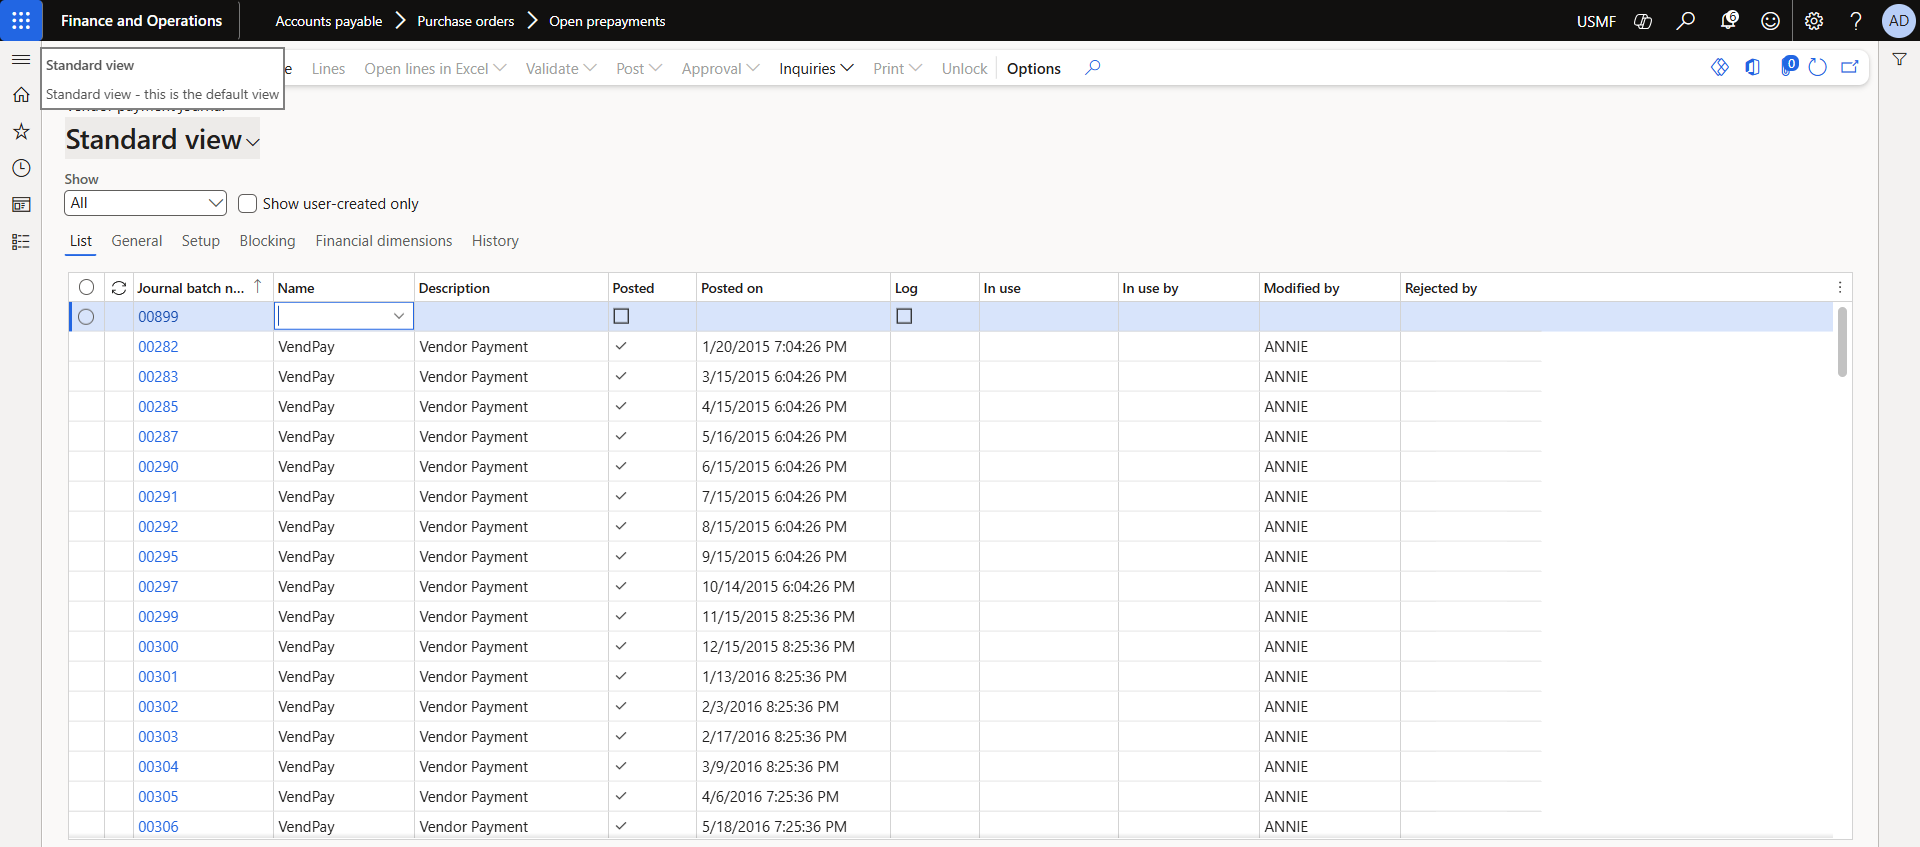 Finance and Operations Accounts payable Purchase orders Open prepayments USMF 6 AD
Standard view
Standard view - this is the default view
e Lines Open lines in Excel Validate Post Approval Inquiries Print Unlock Options 0
Standard view
Show
All Show user-created only
List General Setup Blocking Financial dimensions History
Journal batch n... Name Description Posted Posted on Log In use In use by Modified by Rejected by
00899
00282 VendPay Vendor Payment 1/20/2015 7:04:26 PM ANNIE
00283 VendPay Vendor Payment 3/15/2015 6:04:26 PM ANNIE
00285 VendPay Vendor Payment 4/15/2015 6:04:26 PM ANNIE
00287 VendPay Vendor Payment 5/16/2015 6:04:26 PM ANNIE
00290 VendPay Vendor Payment 6/15/2015 6:04:26 PM ANNIE
00291 VendPay Vendor Payment 7/15/2015 6:04:26 PM ANNIE
00292 VendPay Vendor Payment 8/15/2015 6:04:26 PM ANNIE
00295 VendPay Vendor Payment 9/15/2015 6:04:26 PM ANNIE
00297 VendPay Vendor Payment 10/14/2015 6:04:26 PM ANNIE
00299 VendPay Vendor Payment 11/15/2015 8:25:36 PM ANNIE
00300 VendPay Vendor Payment 12/15/2015 8:25:36 PM ANNIE
00301 VendPay Vendor Payment 1/13/2016 8:25:36 PM ANNIE
00302 VendPay Vendor Payment 2/3/2016 8:25:36 PM ANNIE
00303 VendPay Vendor Payment 2/17/2016 8:25:36 PM ANNIE
00304 VendPay Vendor Payment 3/9/2016 8:25:36 PM ANNIE
00305 VendPay Vendor Payment 4/6/2016 7:25:36 PM ANNIE
00306 VendPay Vendor Payment 5/18/2016 7:25:36 PM ANNIE